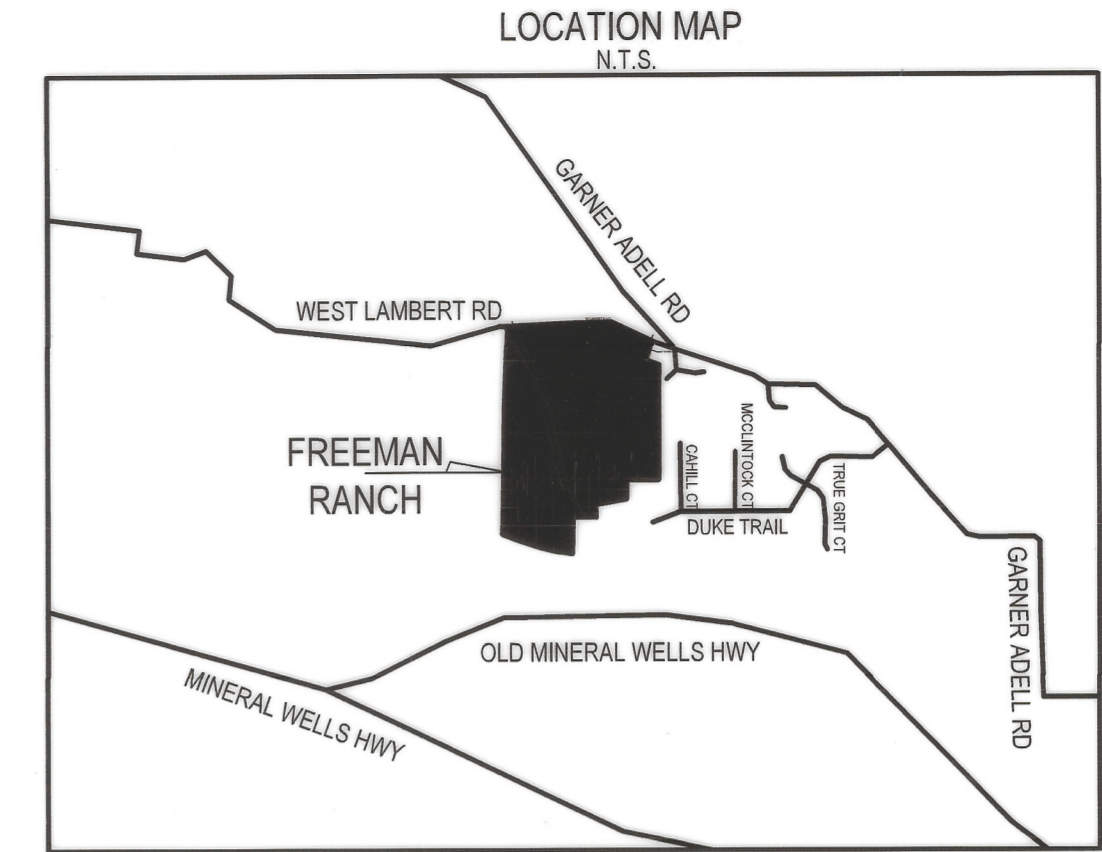 LOCATION MAP
N.T.S.
GARNER ADELL RD
WEST LAMBERT RD
FREEMAN
RANCH
MCCLINTOCK CT
CAHILL CT
TRUE GRIT CT
DUKE TRAIL
GARNER ADELL RD
OLD MINERAL WELLS HWY
MINERAL WELLS HWY